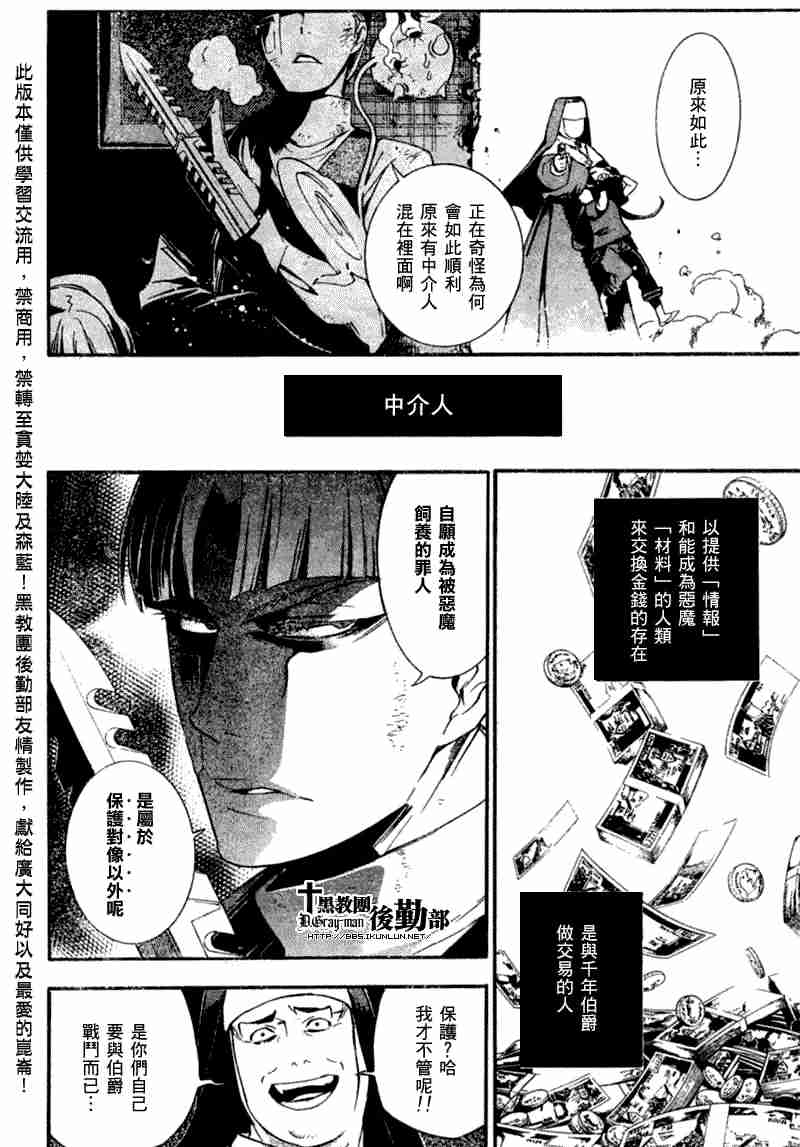 原來如此…
正在奇怪為何
會如此順利
原來有中介人
混在裡面啊
中介人
以提供「情報」
和能成為惡魔
「材料」的人類
來交換金錢的存在
是與千年伯爵
做交易的人
自願成為被惡魔
飼養的罪人
是屬於
保護對像以外呢
保護？哈
我才不管呢!!
是你們自己
要與伯爵
戰鬥而已…
黑教團
D.Gray-man
後勤部
HTTP://BBS.IKUNLUN.NET/
此版本僅供學習交流用，禁商用，禁轉至貪婪大陸及森藍！黑教團後勤部友情製作，獻給廣大同好以及最愛的崑崙！